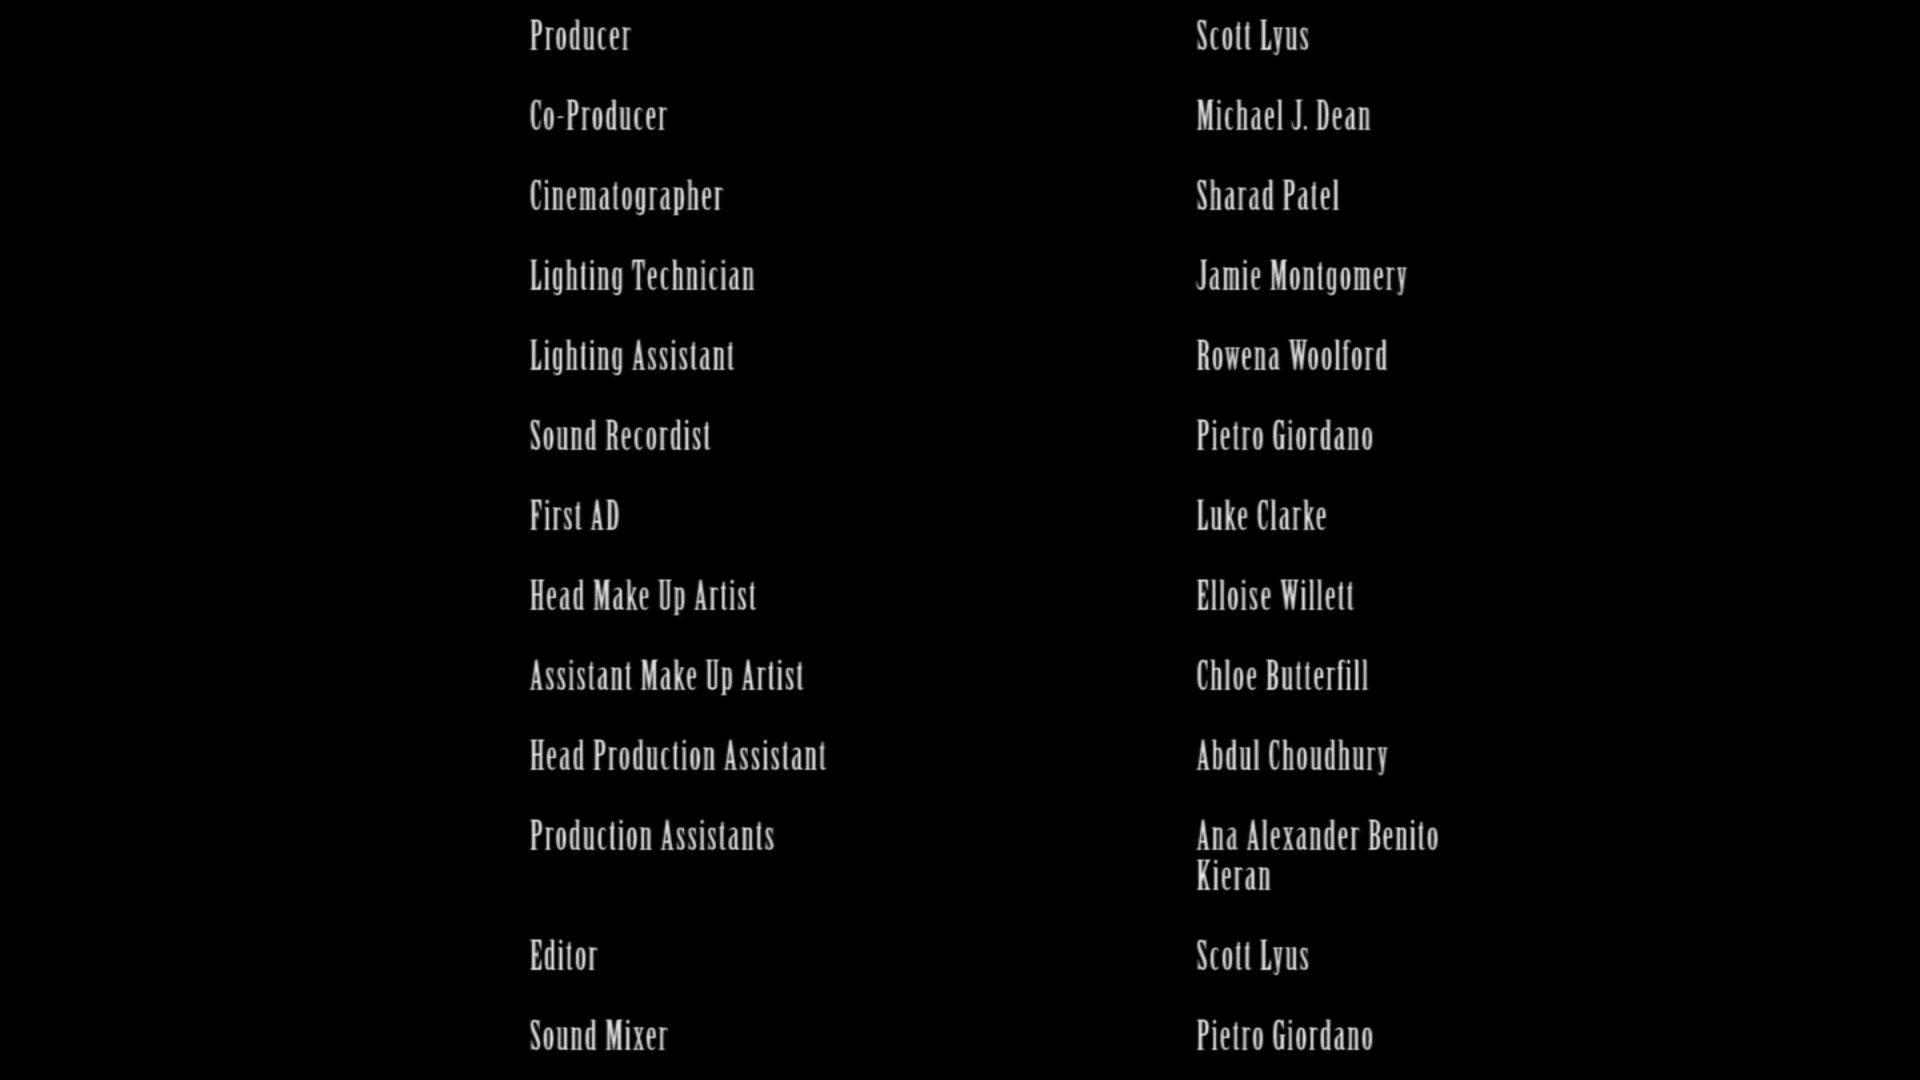 Producer Scott Lyus
Co-Producer Michael J. Dean
Cinematographer Sharad Patel
Lighting Technician Jamie Montgomery
Lighting Assistant Rowena Woolford
Sound Recordist Pietro Giordano
First AD Luke Clarke
Head Make Up Artist Elloise Willett
Assistant Make Up Artist Chloe Butterfill
Head Production Assistant Abdul Choudhury
Production Assistants Ana Alexander Benito
Kieran
Editor Scott Lyus
Sound Mixer Pietro Giordano